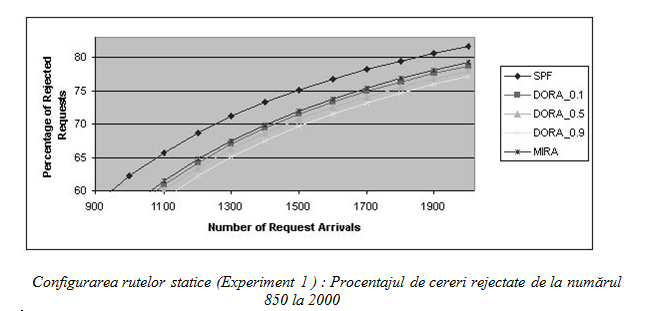 Percentage of Rejected
Requests
80
75
70
65
60
900
1100
1300
1500
1700
1900
Number of Request Arrivals
SPF
DORA_0.1
DORA_0.5
DORA_0.9
MIRA
Configurarea rutelor statice (Experiment 1 ) : Procentajul de cereri rejectate de la numărul
850 la 2000
.